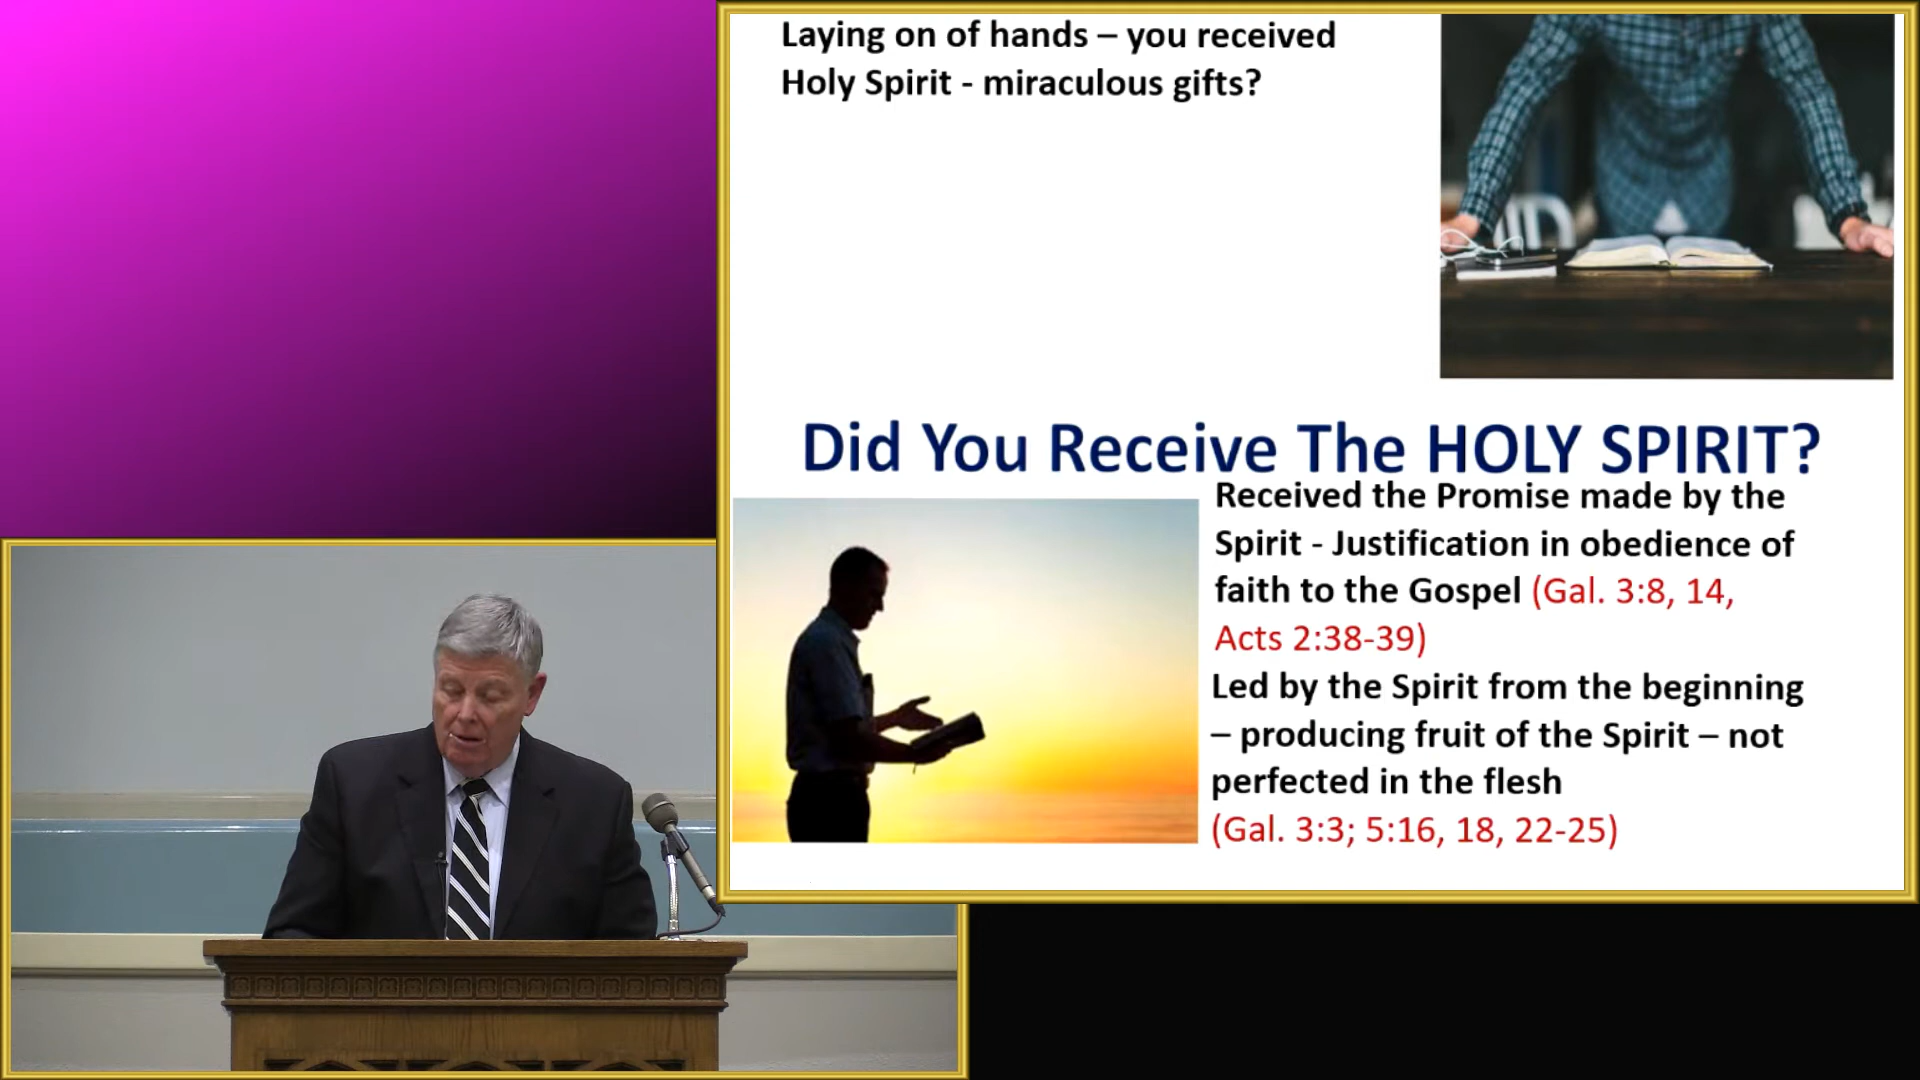 Laying on of hands – you received
Holy Spirit - miraculous gifts?
Did You Receive The HOLY SPIRIT?
Received the Promise made by the
Spirit - Justification in obedience of
faith to the Gospel (Gal. 3:8, 14,
Acts 2:38-39)
Led by the Spirit from the beginning
– producing fruit of the Spirit – not
perfected in the flesh
(Gal. 3:3; 5:16, 18, 22-25)